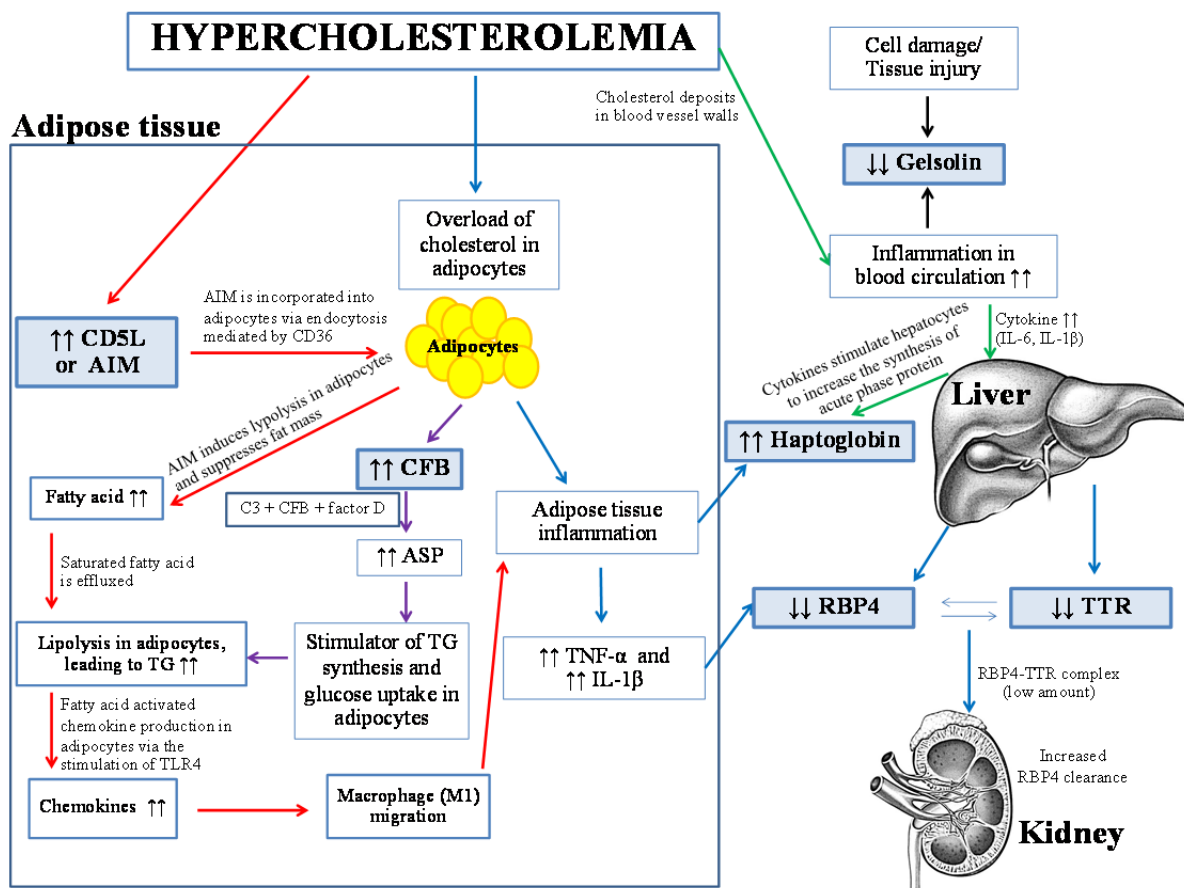 HYPERCHOLESTEROLEMIA
Cell damage/
Tissue injury
Cholesterol deposits
in blood vessel walls
Adipose tissue
↓↓ Gelsolin
Overload of
cholesterol in
adipocytes
Inflammation in
blood circulation ↑↑
AIM is incorporated into
adipocytes via endocytosis
mediated by CD36
↑↑ CD5L
or AIM
Adipocytes
Cytokine ↑↑
(IL-6, IL-1β)
Cytokines stimulate hepatocytes
to increase the synthesis of
acute phase protein
Liver
AIM induces lypolysis in adipocytes
and suppresses fat mass
↑↑ Haptoglobin
↑↑ CFB
Fatty acid ↑↑
C3 + CFB + factor D
Adipose tissue
inflammation
↑↑ ASP
Saturated fatty acid
is effluxed
↓↓ RBP4
↓↓ TTR
Lipolysis in adipocytes,
leading to TG ↑↑
Stimulator of TG
synthesis and
glucose uptake in
adipocytes
↑↑ TNF-α and
↑↑ IL-1β
RBP4-TTR complex
(low amount)
Fatty acid activated
chemokine production in
adipocytes via the
stimulation of TLR4
Increased
RBP4 clearance
Chemokines ↑↑
Macrophage (M1)
migration
Kidney